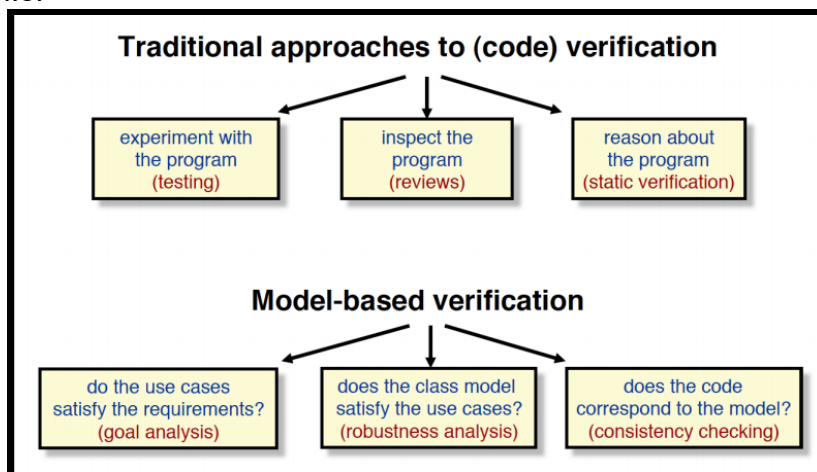 Traditional approaches to (code) verification
experiment with
the program
(testing)
inspect the
program
(reviews)
reason about
the program
(static verification)
Model-based verification
do the use cases
satisfy the requirements?
(goal analysis)
does the class model
satisfy the use cases?
(robustness analysis)
does the code
correspond to the model?
(consistency checking)